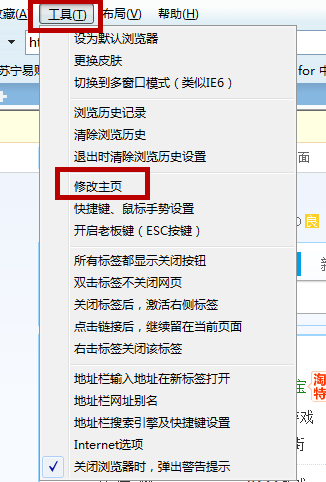 收藏(A) 工具(T) 布局(V) 帮助(H)
设为默认浏览器
更换皮肤
ht
苏宁易购
for 中
切换到多窗口模式（类似IE6）
浏览历史记录
清除浏览历史
退出时清除浏览历史设置
面
修改主页
快捷键、鼠标手势设置
良
开启老板键（ESC按键）
所有标签都显示关闭按钮
新
双击标签不关闭网页
关闭标签后，激活右侧标签
点击链接后，继续留在当前页面
右击标签关闭该标签
地址栏输入地址在新标签打开
宝
淘
特
地址栏网址别名
游戏
地址栏搜索引擎及快捷键设置
街
Internet选项
关闭浏览器时，弹出警告提示